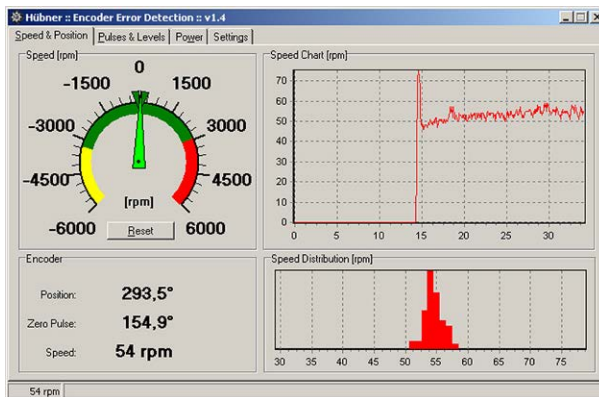 Hübner :: Encoder Error Detection :: v1.4
Speed & Position Pulses & Levels Power Settings
Speed [rpm]
0
-1500 1500
-3000 3000
-4500 4500
-6000 6000
[rpm]
Reset
Speed Chart [rpm]
70
60
50
40
30
20
10
0
0 5 10 15 20 25 30
Encoder
Position: 293,5°
Zero Pulse: 154,9°
Speed: 54 rpm
Speed Distribution [rpm]
30 35 40 45 50 55 60 65 70 75
54 rpm